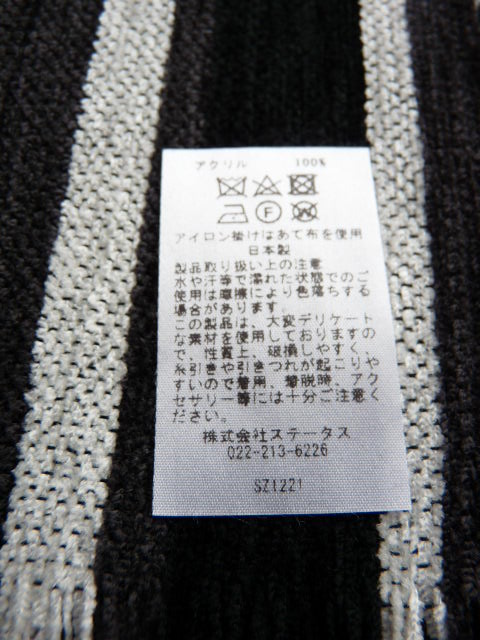 アクリル 100%
アイロン掛けはあて布を使用
日本製
製品取り扱い上の注意
水や汗等で濡れた状態でのご
使用は摩擦により色落ちする
場合があります。
この製品は、大変デリケート
な素材を使用しておりますの
で、性質上、破損しやすく、
糸引きや引きつれが起こりや
すいので着用、着脱時、アク
セサリー等には十分ご注意く
ださい。
株式会社ステータス
022-213-6226
SZ1221